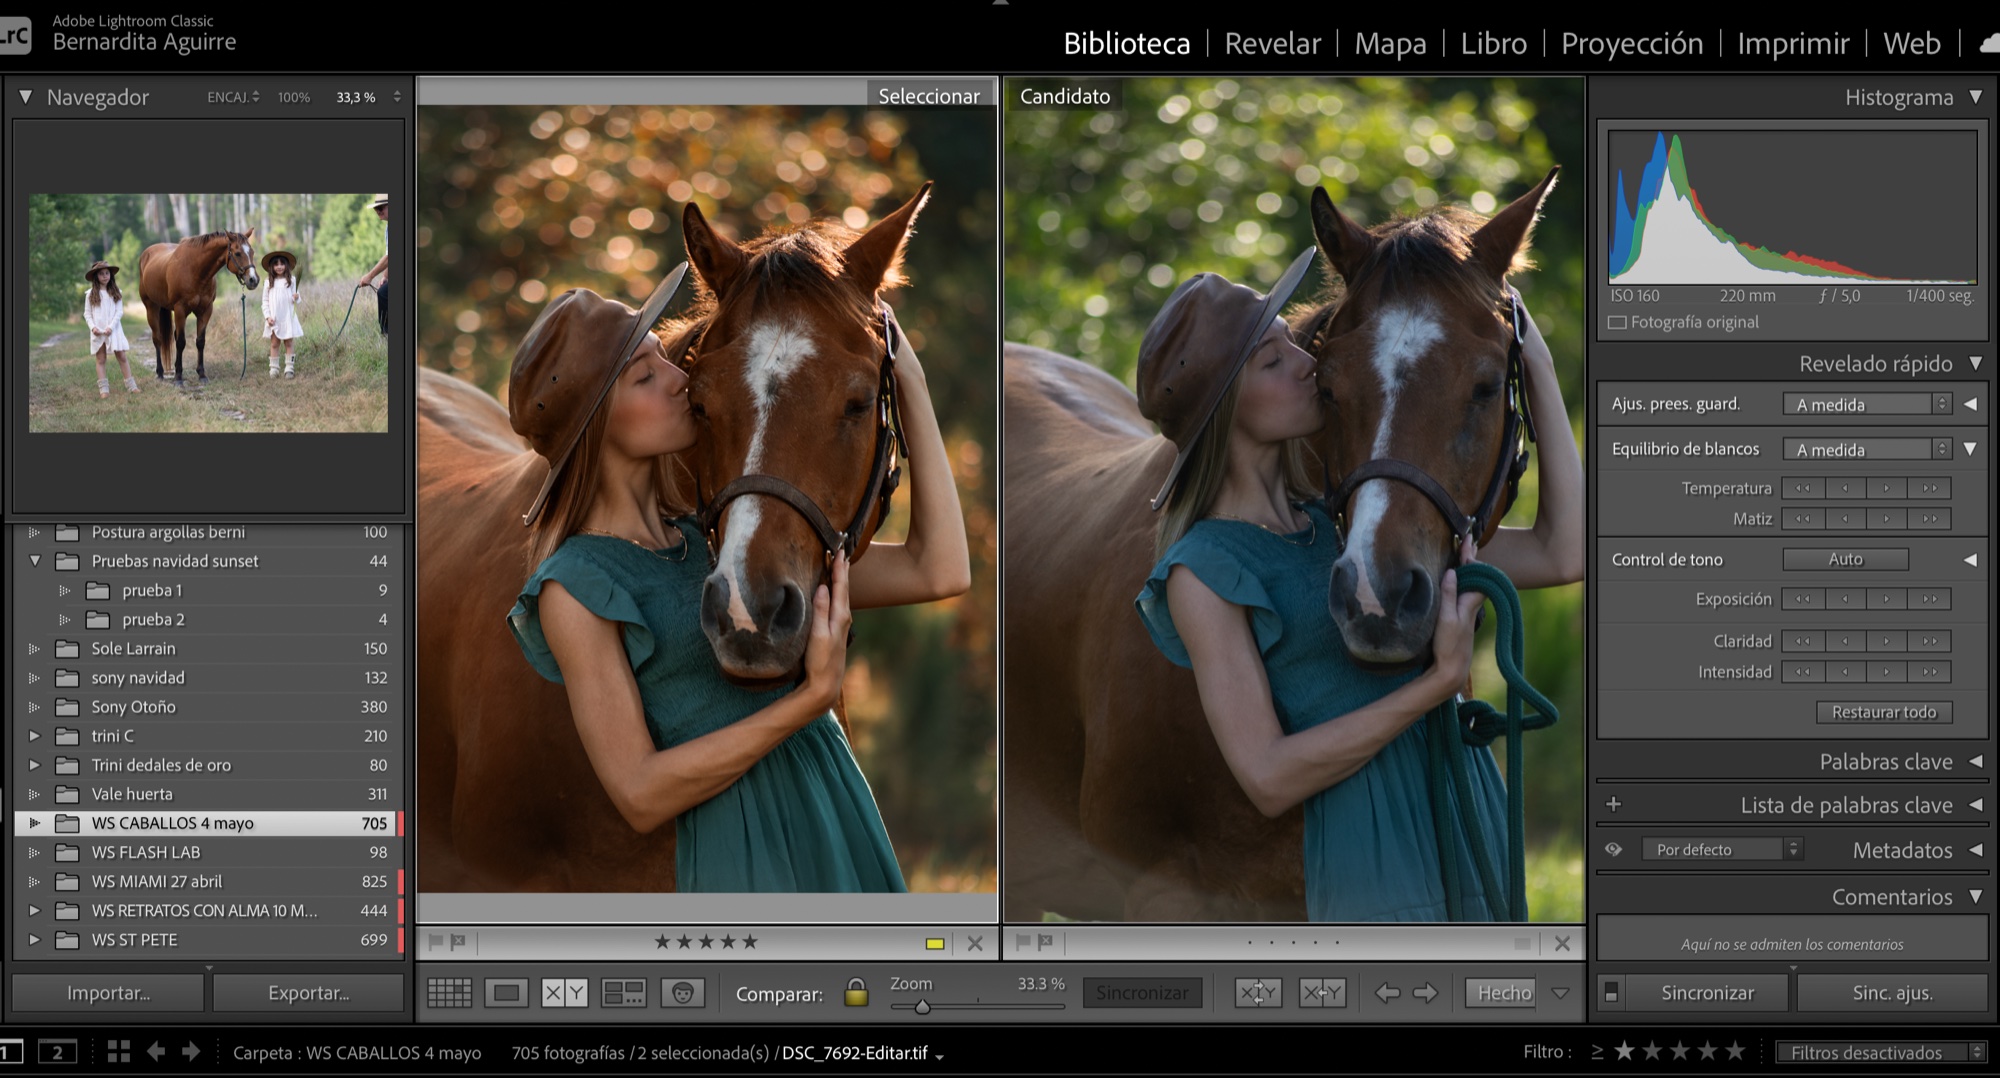 LrC
Adobe Lightroom Classic
Bernardita Aguirre
Biblioteca | Revelar | Mapa | Libro | Proyección | Imprimir | Web |
Navegador ENCAJ. 100% 33,3 %
Seleccionar
Candidato
Histograma
ISO 160 220 mm ƒ / 5,0 1/400 seg.
Fotografía original
Revelado rápido
Ajus. prees. guard. A medida
Equilibrio de blancos A medida
Temperatura
Matiz
Control de tono Auto
Exposición
Claridad
Intensidad
Restaurar todo
Palabras clave
Lista de palabras clave
Por defecto Metadatos
Comentarios
Aquí no se admiten los comentarios
Postura argollas berni 100
Pruebas navidad sunset 44
prueba 1 9
prueba 2 4
Sole Larrain 150
sony navidad 132
Sony Otoño 380
trini C 210
Trini dedales de oro 80
Vale huerta 311
WS CABALLOS 4 mayo 705
WS FLASH LAB 98
WS MIAMI 27 abril 825
WS RETRATOS CON ALMA 10 M... 444
WS ST PETE 699
Importar... Exportar...
XY Comparar: Zoom 33.3 % Sincronizar XY XY Hecho
Sincronizar Sinc. ajus.
1 2 Carpeta : WS CABALLOS 4 mayo 705 fotografías / 2 seleccionada(s) / DSC_7692-Editar.tif
Filtro : ≥ ★★★★★ Filtros desactivados